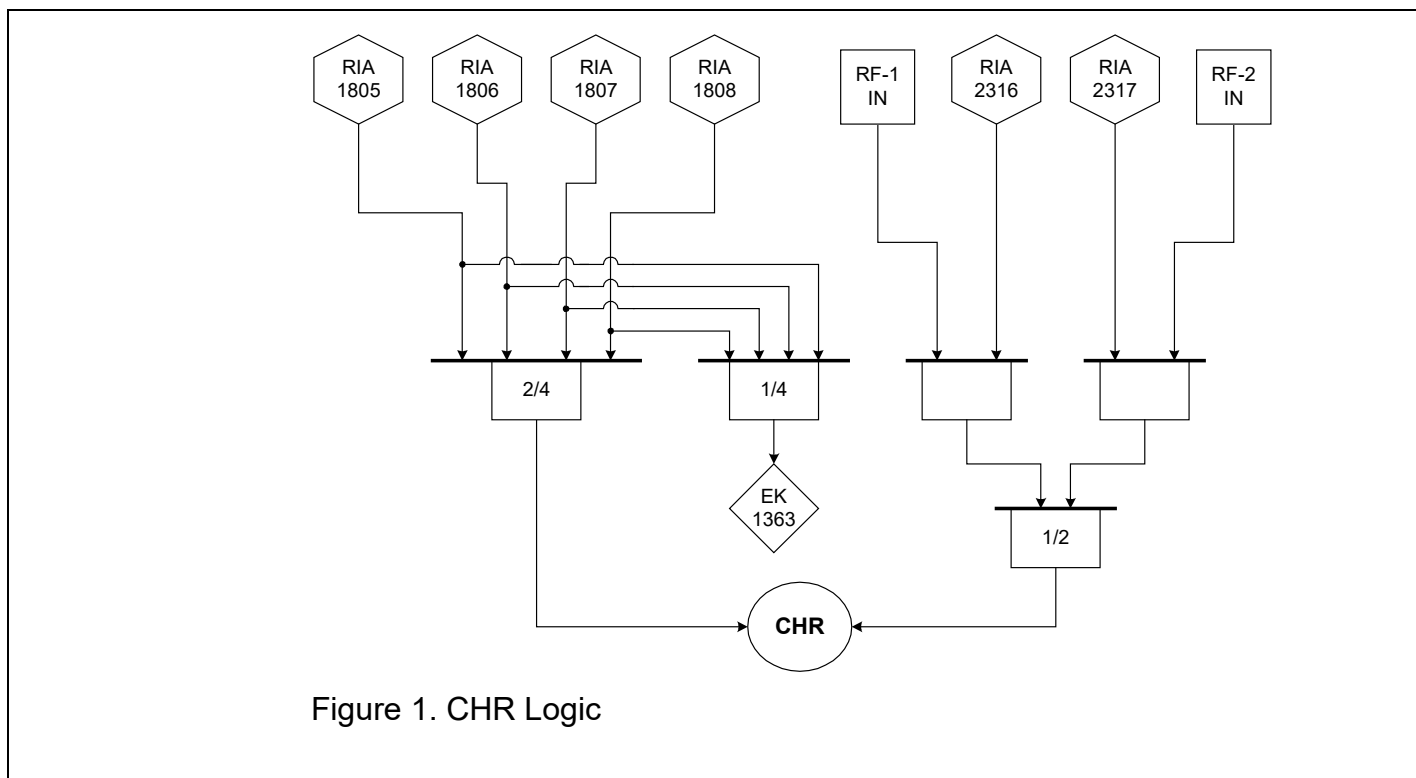 RIA
1805
RIA
1806
RIA
1807
RIA
1808
RF-1
IN
RIA
2316
RIA
2317
RF-2
IN
2/4
1/4
EK
1363
1/2
CHR
Figure 1. CHR Logic